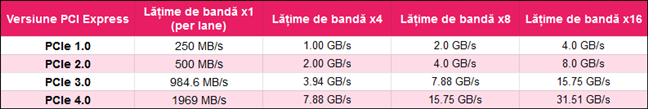 Versiune PCI Express Lățime de bandă x1 (per lane) Lățime de bandă x4 Lățime de bandă x8 Lățime de bandă x16
PCIe 1.0 250 MB/s 1.00 GB/s 2.0 GB/s 4.0 GB/s
PCIe 2.0 500 MB/s 2.00 GB/s 4.0 GB/s 8.0 GB/s
PCIe 3.0 984.6 MB/s 3.94 GB/s 7.88 GB/s 15.75 GB/s
PCIe 4.0 1969 MB/s 7.88 GB/s 15.75 GB/s 31.51 GB/s